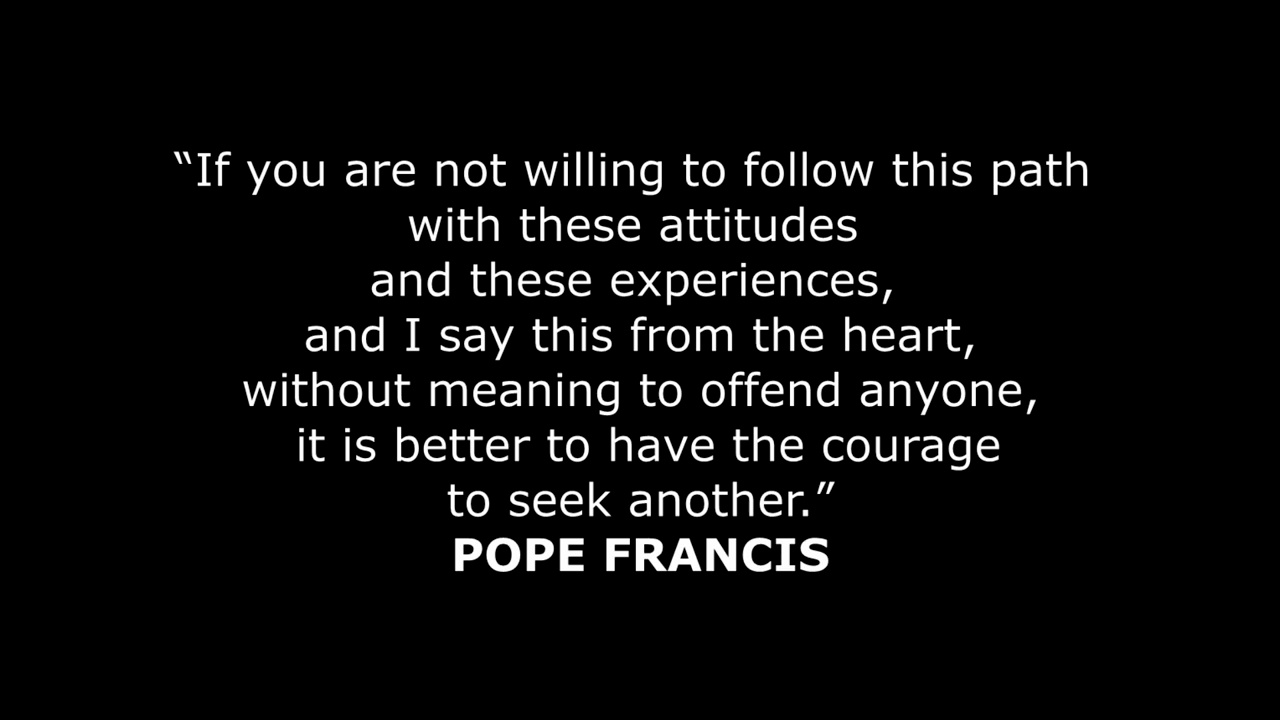 “If you are not willing to follow this path
with these attitudes
and these experiences,
and I say this from the heart,
without meaning to offend anyone,
it is better to have the courage
to seek another.”
POPE FRANCIS